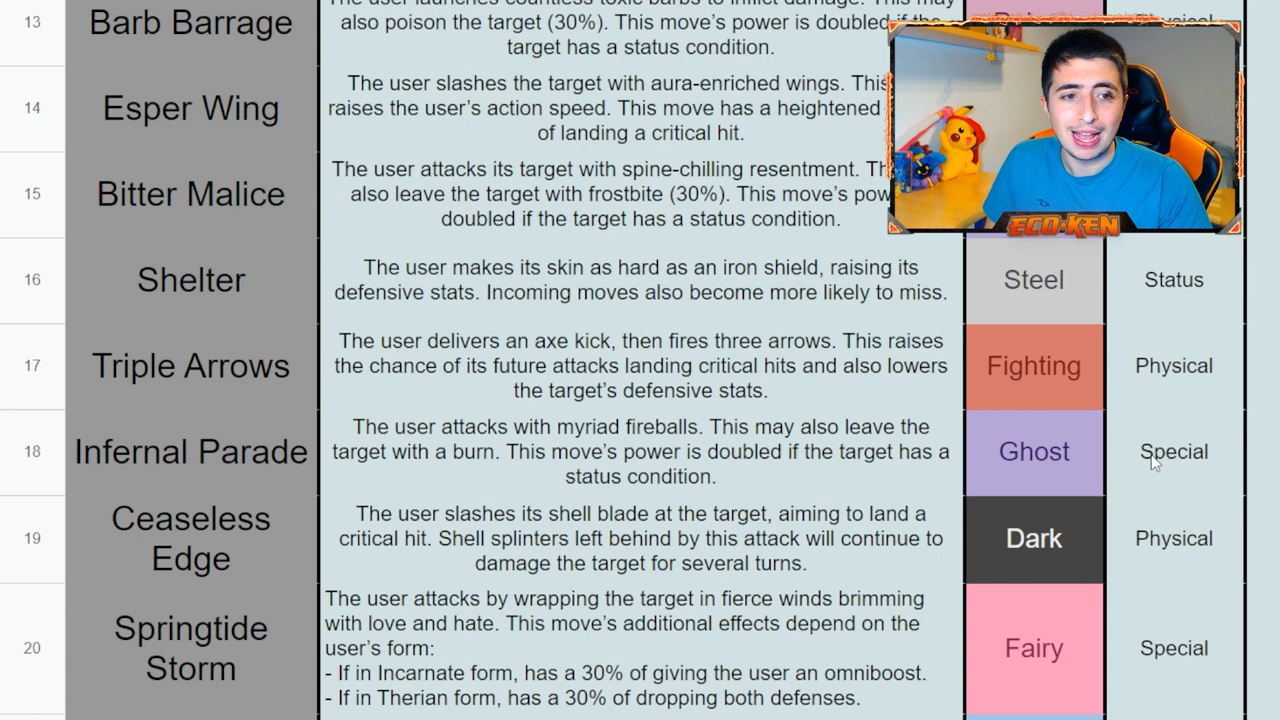 13
Barb Barrage
The user launches countless toxic barbs to inflict damage. This may
also poison the target (30%). This move's power is doubled if the
target has a status condition.
14
Esper Wing
The user slashes the target with aura-enriched wings. This
raises the user's action speed. This move has a heightened
of landing a critical hit.
15
Bitter Malice
The user attacks its target with spine-chilling resentment.
also leave the target with frostbite (30%). This move's
doubled if the target has a status condition.
ECO-KEN
16
Shelter
The user makes its skin as hard as an iron shield, raising its
defensive stats. Incoming moves also become more likely to miss.
Steel
Status
17
Triple Arrows
The user delivers an axe kick, then fires three arrows. This raises
the chance of its future attacks landing critical hits and also lowers
the target's defensive stats.
Fighting
Physical
18
Infernal Parade
The user attacks with myriad fireballs. This may also leave the
target with a burn. This move's power is doubled if the target has a
status condition.
Ghost
Special
19
Ceaseless
Edge
The user slashes its shell blade at the target, aiming to land a
critical hit. Shell splinters left behind by this attack will continue to
damage the target for several turns.
Dark
Physical
20
Springtide
Storm
The user attacks by wrapping the target in fierce winds brimming
with love and hate. This move's additional effects depend on the
user's form:
- If in Incarnate form, has a 30% of giving the user an omniboost.
- If in Therian form, has a 30% of dropping both defenses.
Fairy
Special